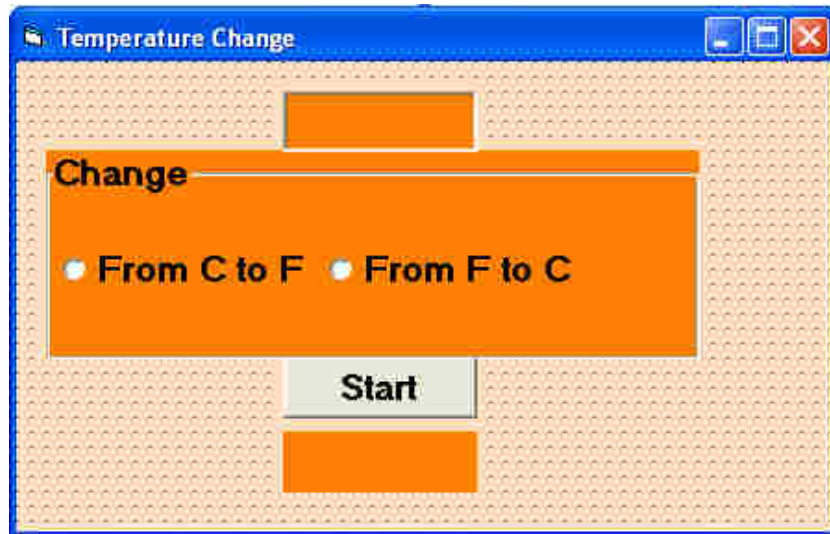 Temperature Change
Change
From C to F From F to C
Start